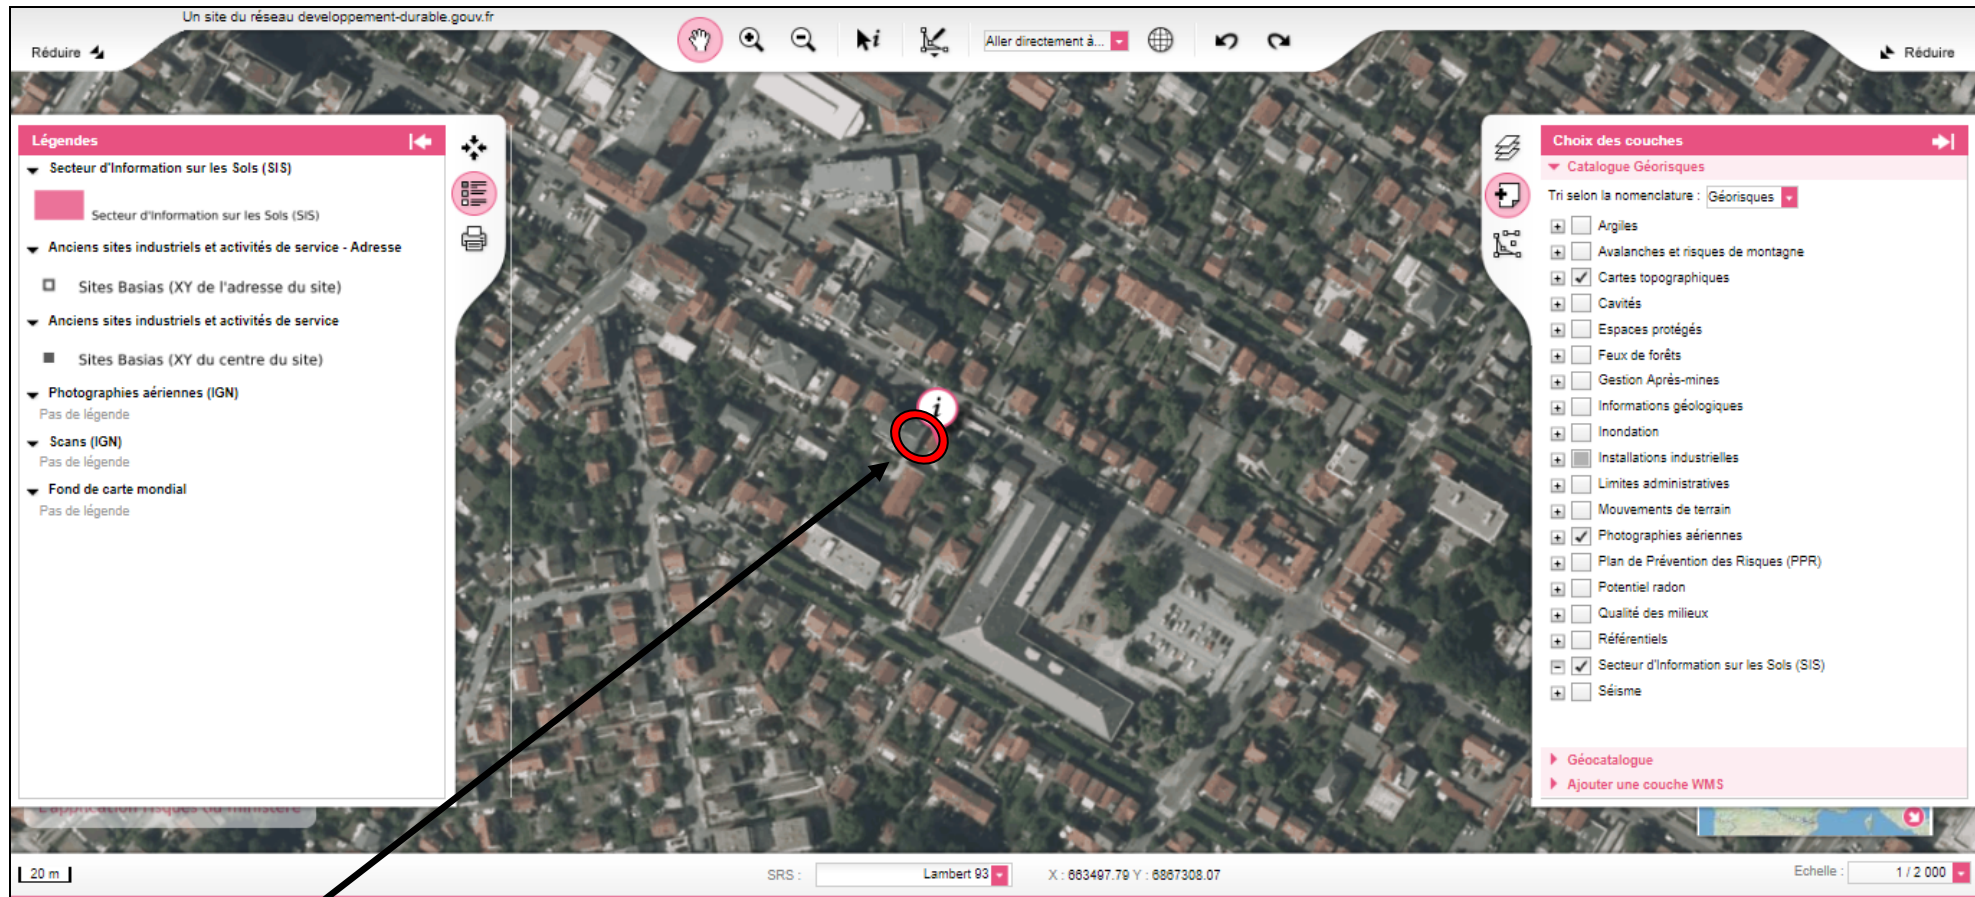 Un site du réseau developpement-durable.gouv.fr
Réduire
Aller directement à...
Réduire
Légendes
Secteur d'Information sur les Sols (SIS)
Secteur d'Information sur les Sols (SIS)
Anciens sites industriels et activités de service - Adresse
Sites Basias (XY de l'adresse du site)
Anciens sites industriels et activités de service
Sites Basias (XY du centre du site)
Photographies aériennes (IGN)
Pas de légende
Scans (IGN)
Pas de légende
Fond de carte mondial
Pas de légende
i
Choix des couches
Catalogue Géorisques
Tri selon la nomenclature : Géorisques
Argiles
Avalanches et risques de montagne
Cartes topographiques
Cavités
Espaces protégés
Feux de forêts
Gestion Après-mines
Informations géologiques
Inondation
Installations industrielles
Limites administratives
Mouvements de terrain
Photographies aériennes
Plan de Prévention des Risques (PPR)
Potentiel radon
Qualité des milieux
Référentiels
Secteur d'Information sur les Sols (SIS)
Séisme
Géocatalogue
Ajouter une couche WMS
L'application risques du ministère
20 m
SRS : Lambert 93
X : 663497.79 Y : 6867308.07
Echelle : 1 / 2 000